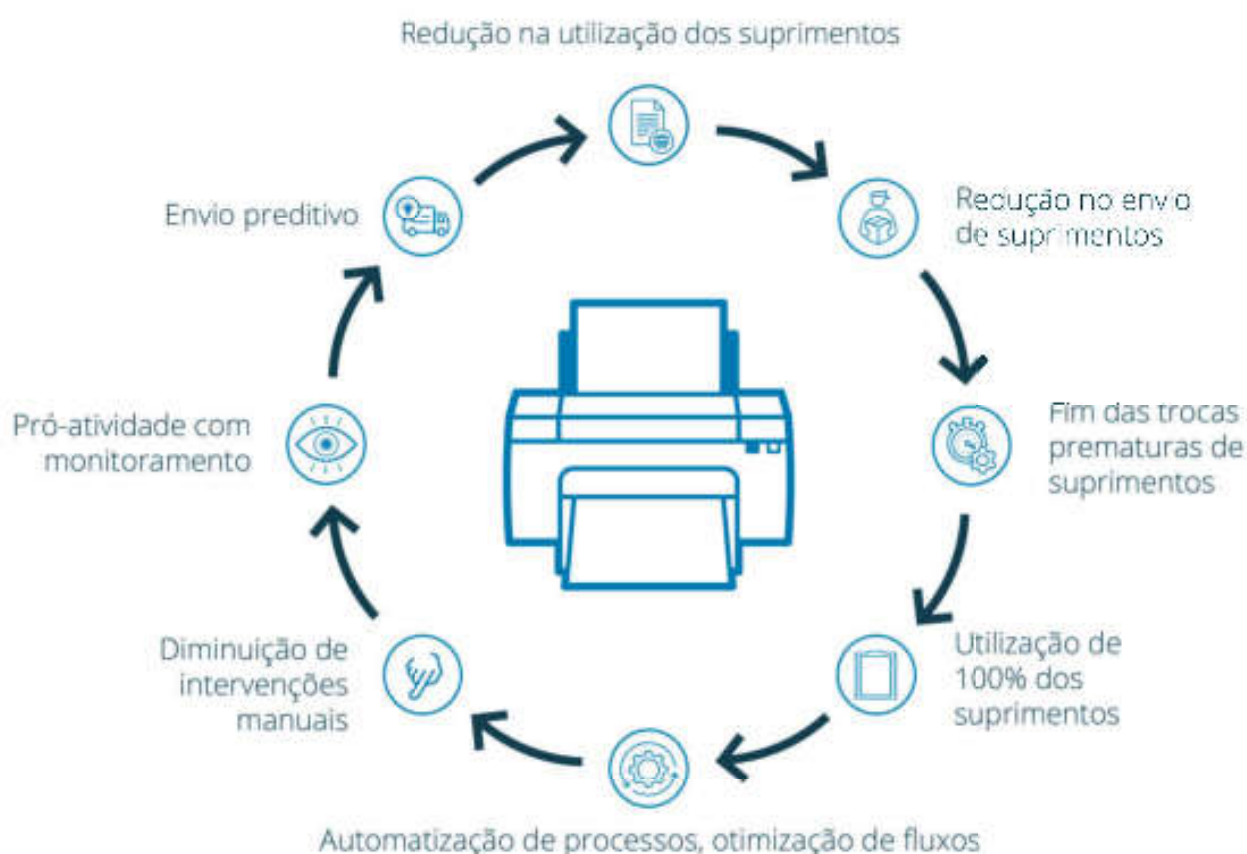 Redução na utilização dos suprimentos
Redução no envio
de suprimentos
Fim das trocas
prematuras de
suprimentos
Utilização de
100% dos
suprimentos
Automatização de processos, otimização de fluxos
Diminuição de
intervenções
manuais
Pró-atividade com
monitoramento
Envio preditivo